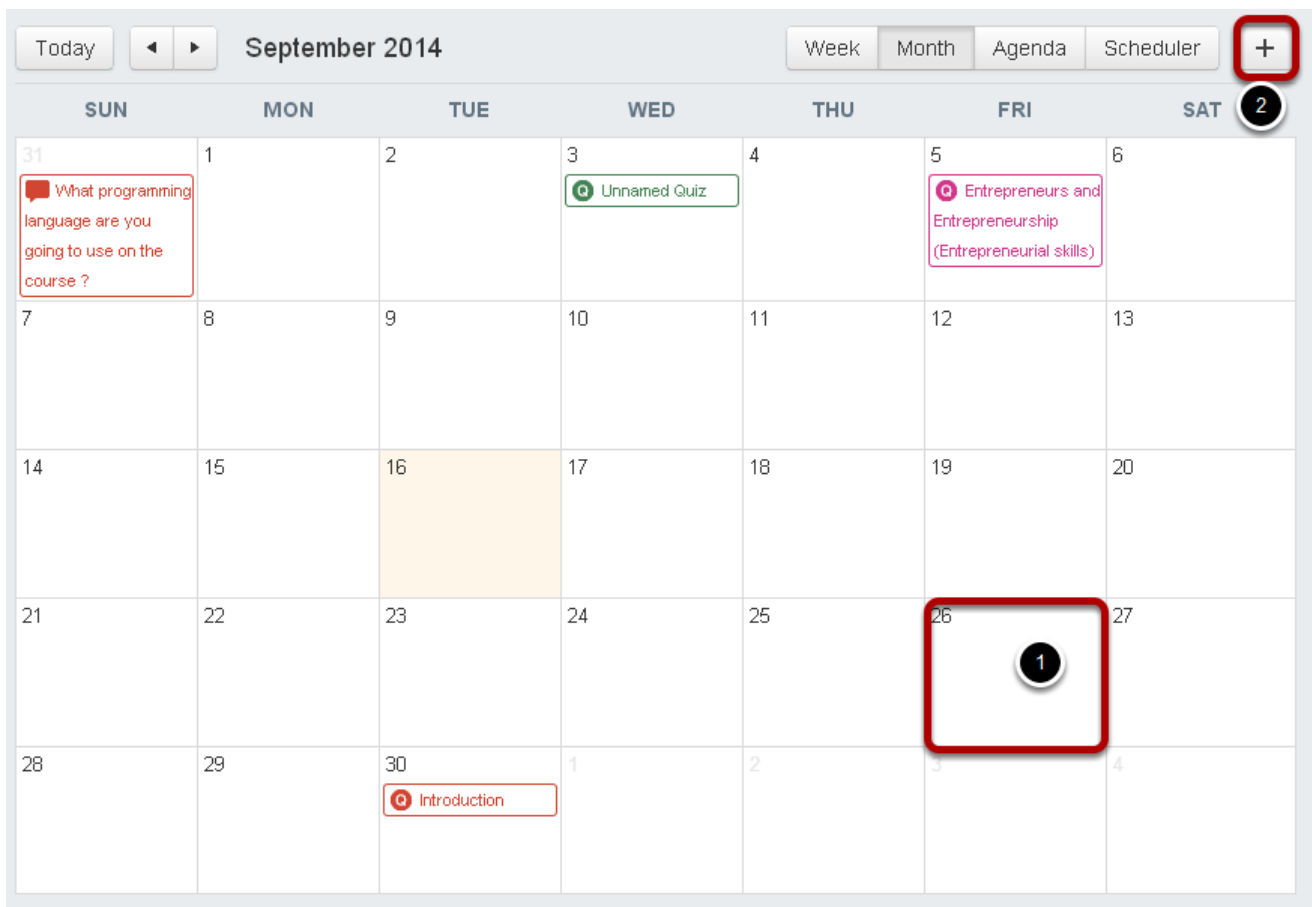 Today ◄ ► September 2014 Week Month Agenda Scheduler +
2
SUN MON TUE WED THU FRI SAT
31 1 2 3 4 5 6
What programming
language are you
going to use on the
course ?
Q Unnamed Quiz
Q Entrepreneurs and
Entrepreneurship
(Entrepreneurial skills)
7 8 9 10 11 12 13
14 15 16 17 18 19 20
21 22 23 24 25 26 27
1
28 29 30 1 2 3 4
Q Introduction